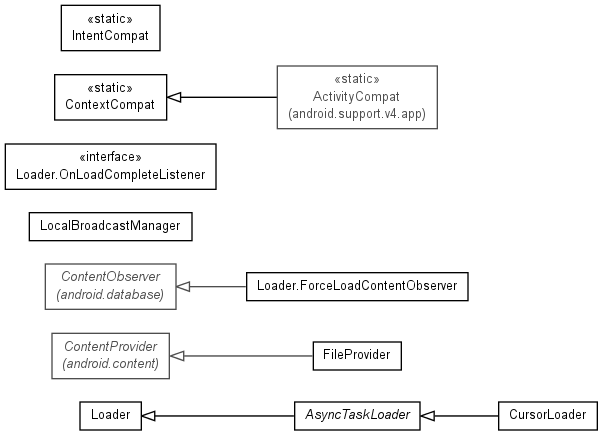 «static»
IntentCompat
«static»
ContextCompat
«static»
ActivityCompat
(android.support.v4.app)
«interface»
Loader.OnLoadCompleteListener
LocalBroadcastManager
ContentObserver
(android.database)
Loader.ForceLoadContentObserver
ContentProvider
(android.content)
FileProvider
Loader
AsyncTaskLoader
CursorLoader